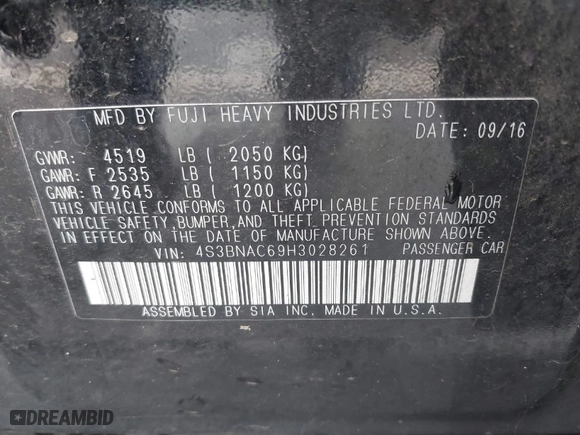 MFD BY FUJI HEAVY INDUSTRIES LTD.
DATE: 09/16
GVWR: 4519 LB ( 2050 KG)
GAWR: F 2535 LB ( 1150 KG)
GAWR: R 2645 LB ( 1200 KG)
THIS VEHICLE CONFORMS TO ALL APPLICABLE FEDERAL MOTOR
VEHICLE SAFETY, BUMPER, AND THEFT PREVENTION STANDARDS
IN EFFECT ON THE DATE OF MANUFACTURE SHOWN ABOVE.
VIN: 4S3BNAC69H3028261 PASSENGER CAR
ASSEMBLED BY SIA INC. MADE IN U.S.A.
DREAMBID